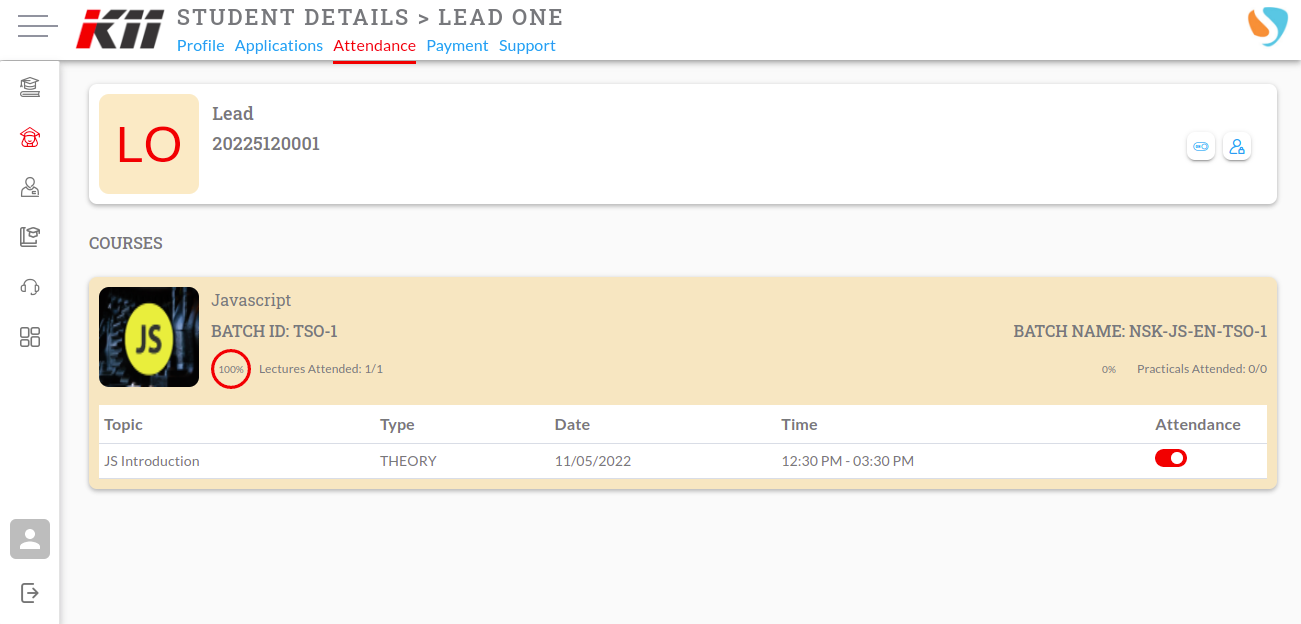 KiI
STUDENT DETAILS > LEAD ONE
Profile Applications Attendance Payment Support
LO
Lead
20225120001
COURSES
JS
Javascript
BATCH ID: TSO-1
BATCH NAME: NSK-JS-EN-TSO-1
100% Lectures Attended: 1/1
0% Practicals Attended: 0/0
Topic Type Date Time Attendance
JS Introduction THEORY 11/05/2022 12:30 PM - 03:30 PM